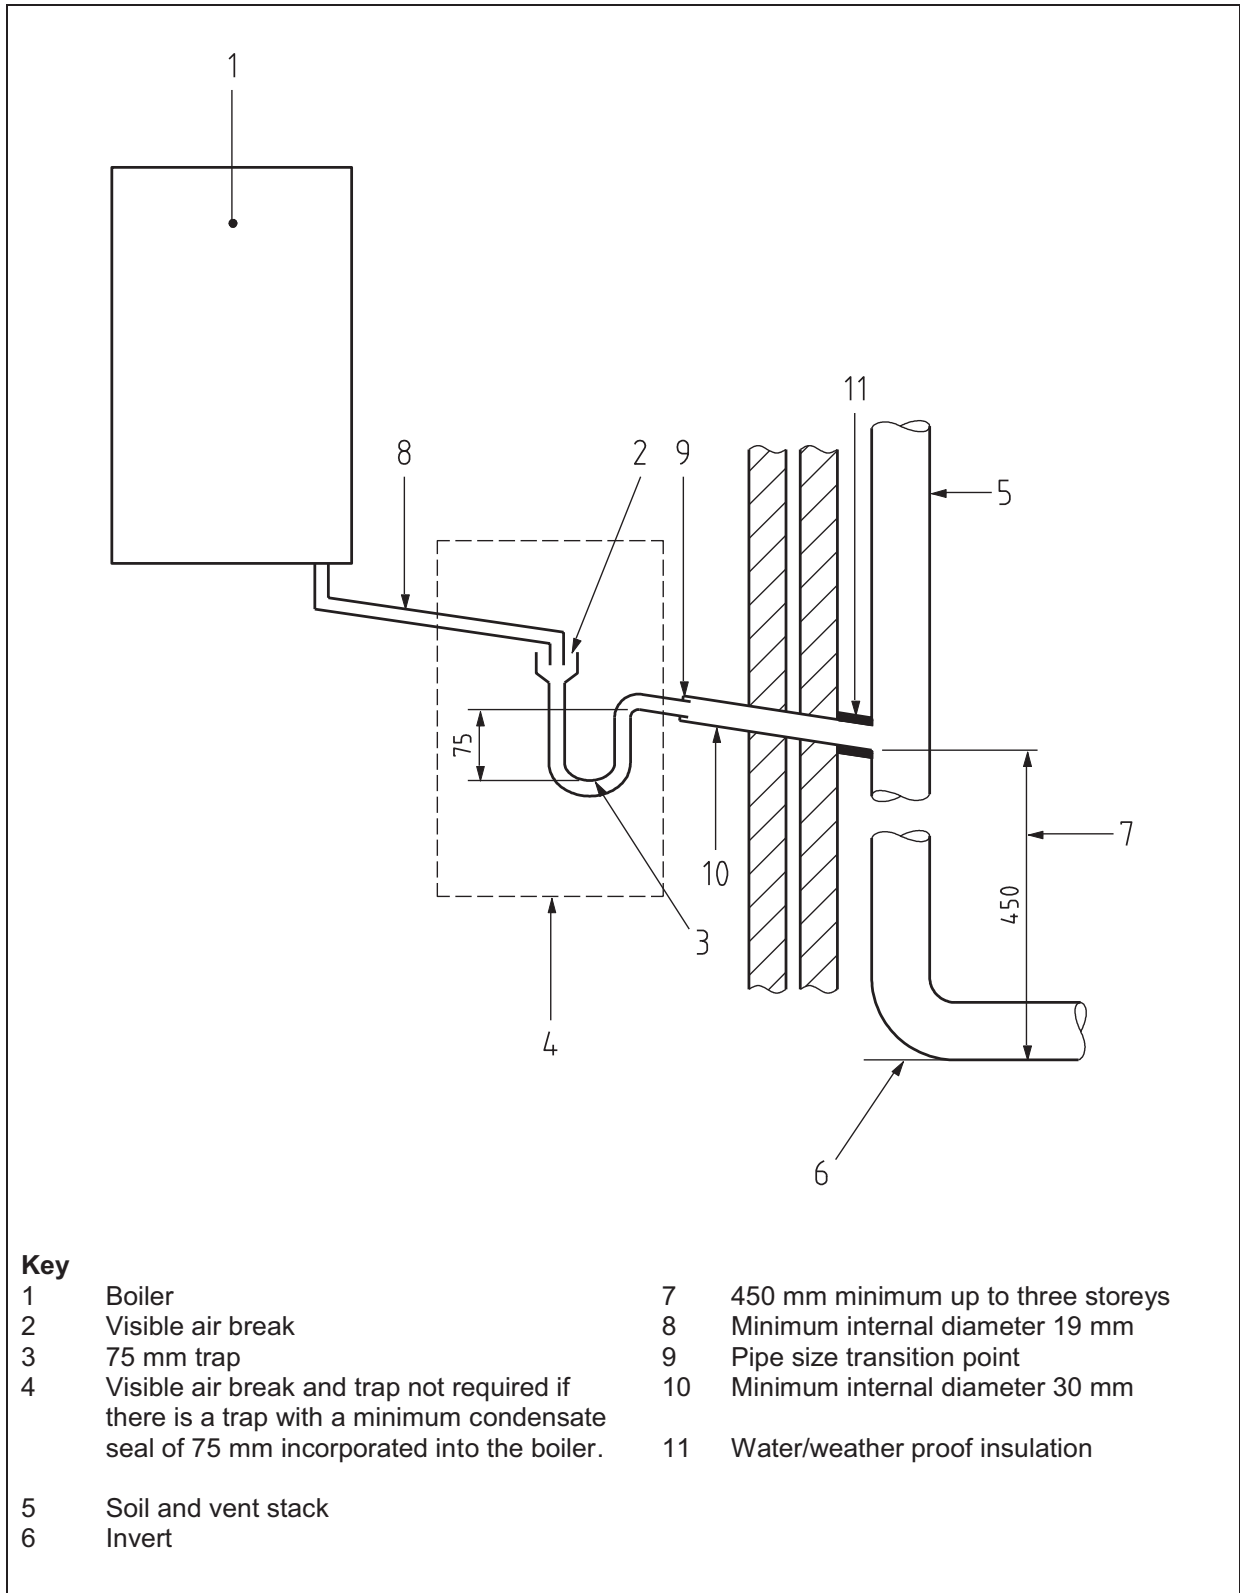 1
11
8
2
9
5
75
7
10
450
3
4
6
Key
1 Boiler
2 Visible air break
3 75 mm trap
4 Visible air break and trap not required if
there is a trap with a minimum condensate
seal of 75 mm incorporated into the boiler.
5 Soil and vent stack
6 Invert
7 450 mm minimum up to three storeys
8 Minimum internal diameter 19 mm
9 Pipe size transition point
10 Minimum internal diameter 30 mm
11 Water/weather proof insulation